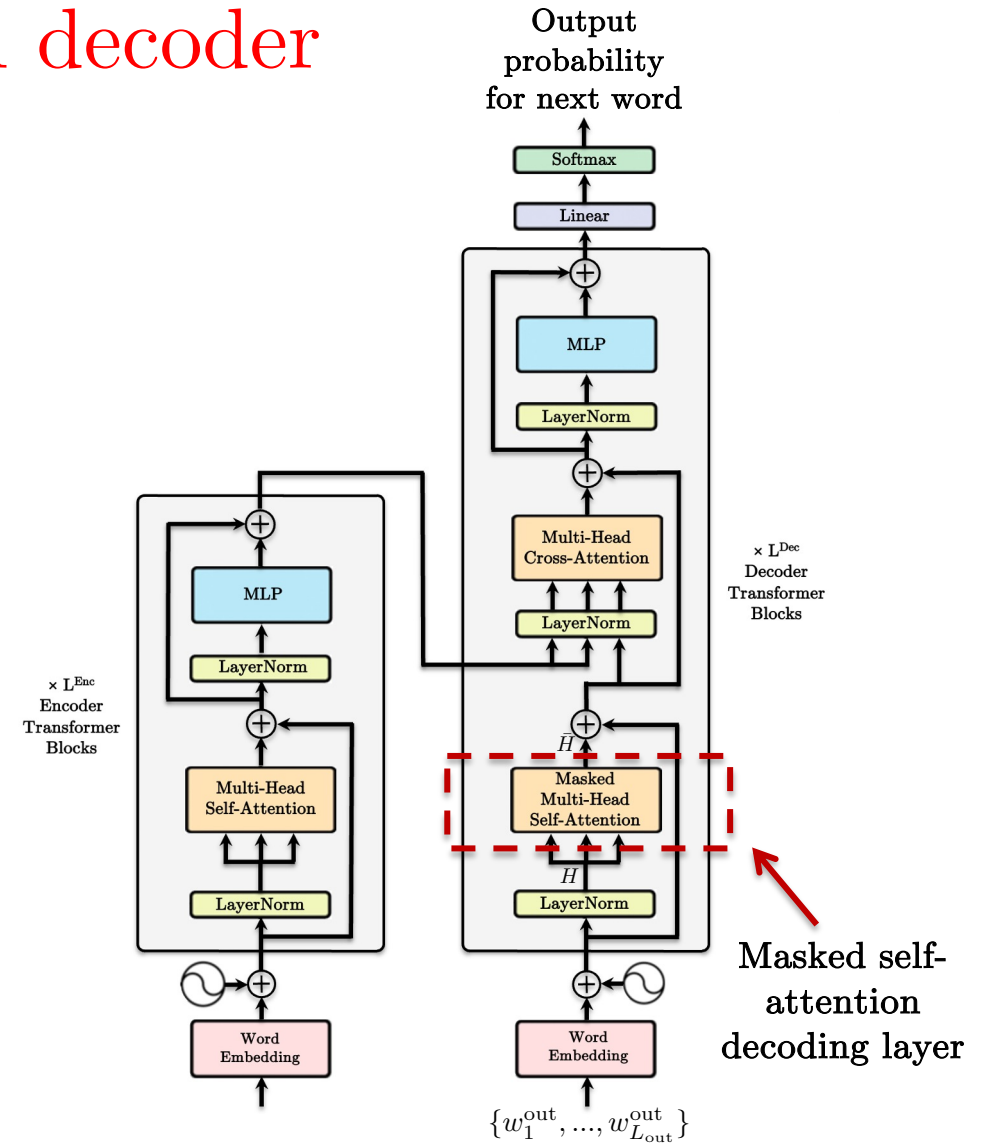 decoder
Output
probability
for next word
Softmax
Linear
MLP
LayerNorm
Multi-Head
Cross-Attention
LayerNorm
× L^Dec
Decoder
Transformer
Blocks
MLP
LayerNorm
× L^Enc
Encoder
Transformer
Blocks
Multi-Head
Self-Attention
LayerNorm
H̄
Masked
Multi-Head
Self-Attention
H
LayerNorm
Masked self-
attention
decoding layer
Word
Embedding
Word
Embedding
{w_1^out, ..., w_{L_out}^out}